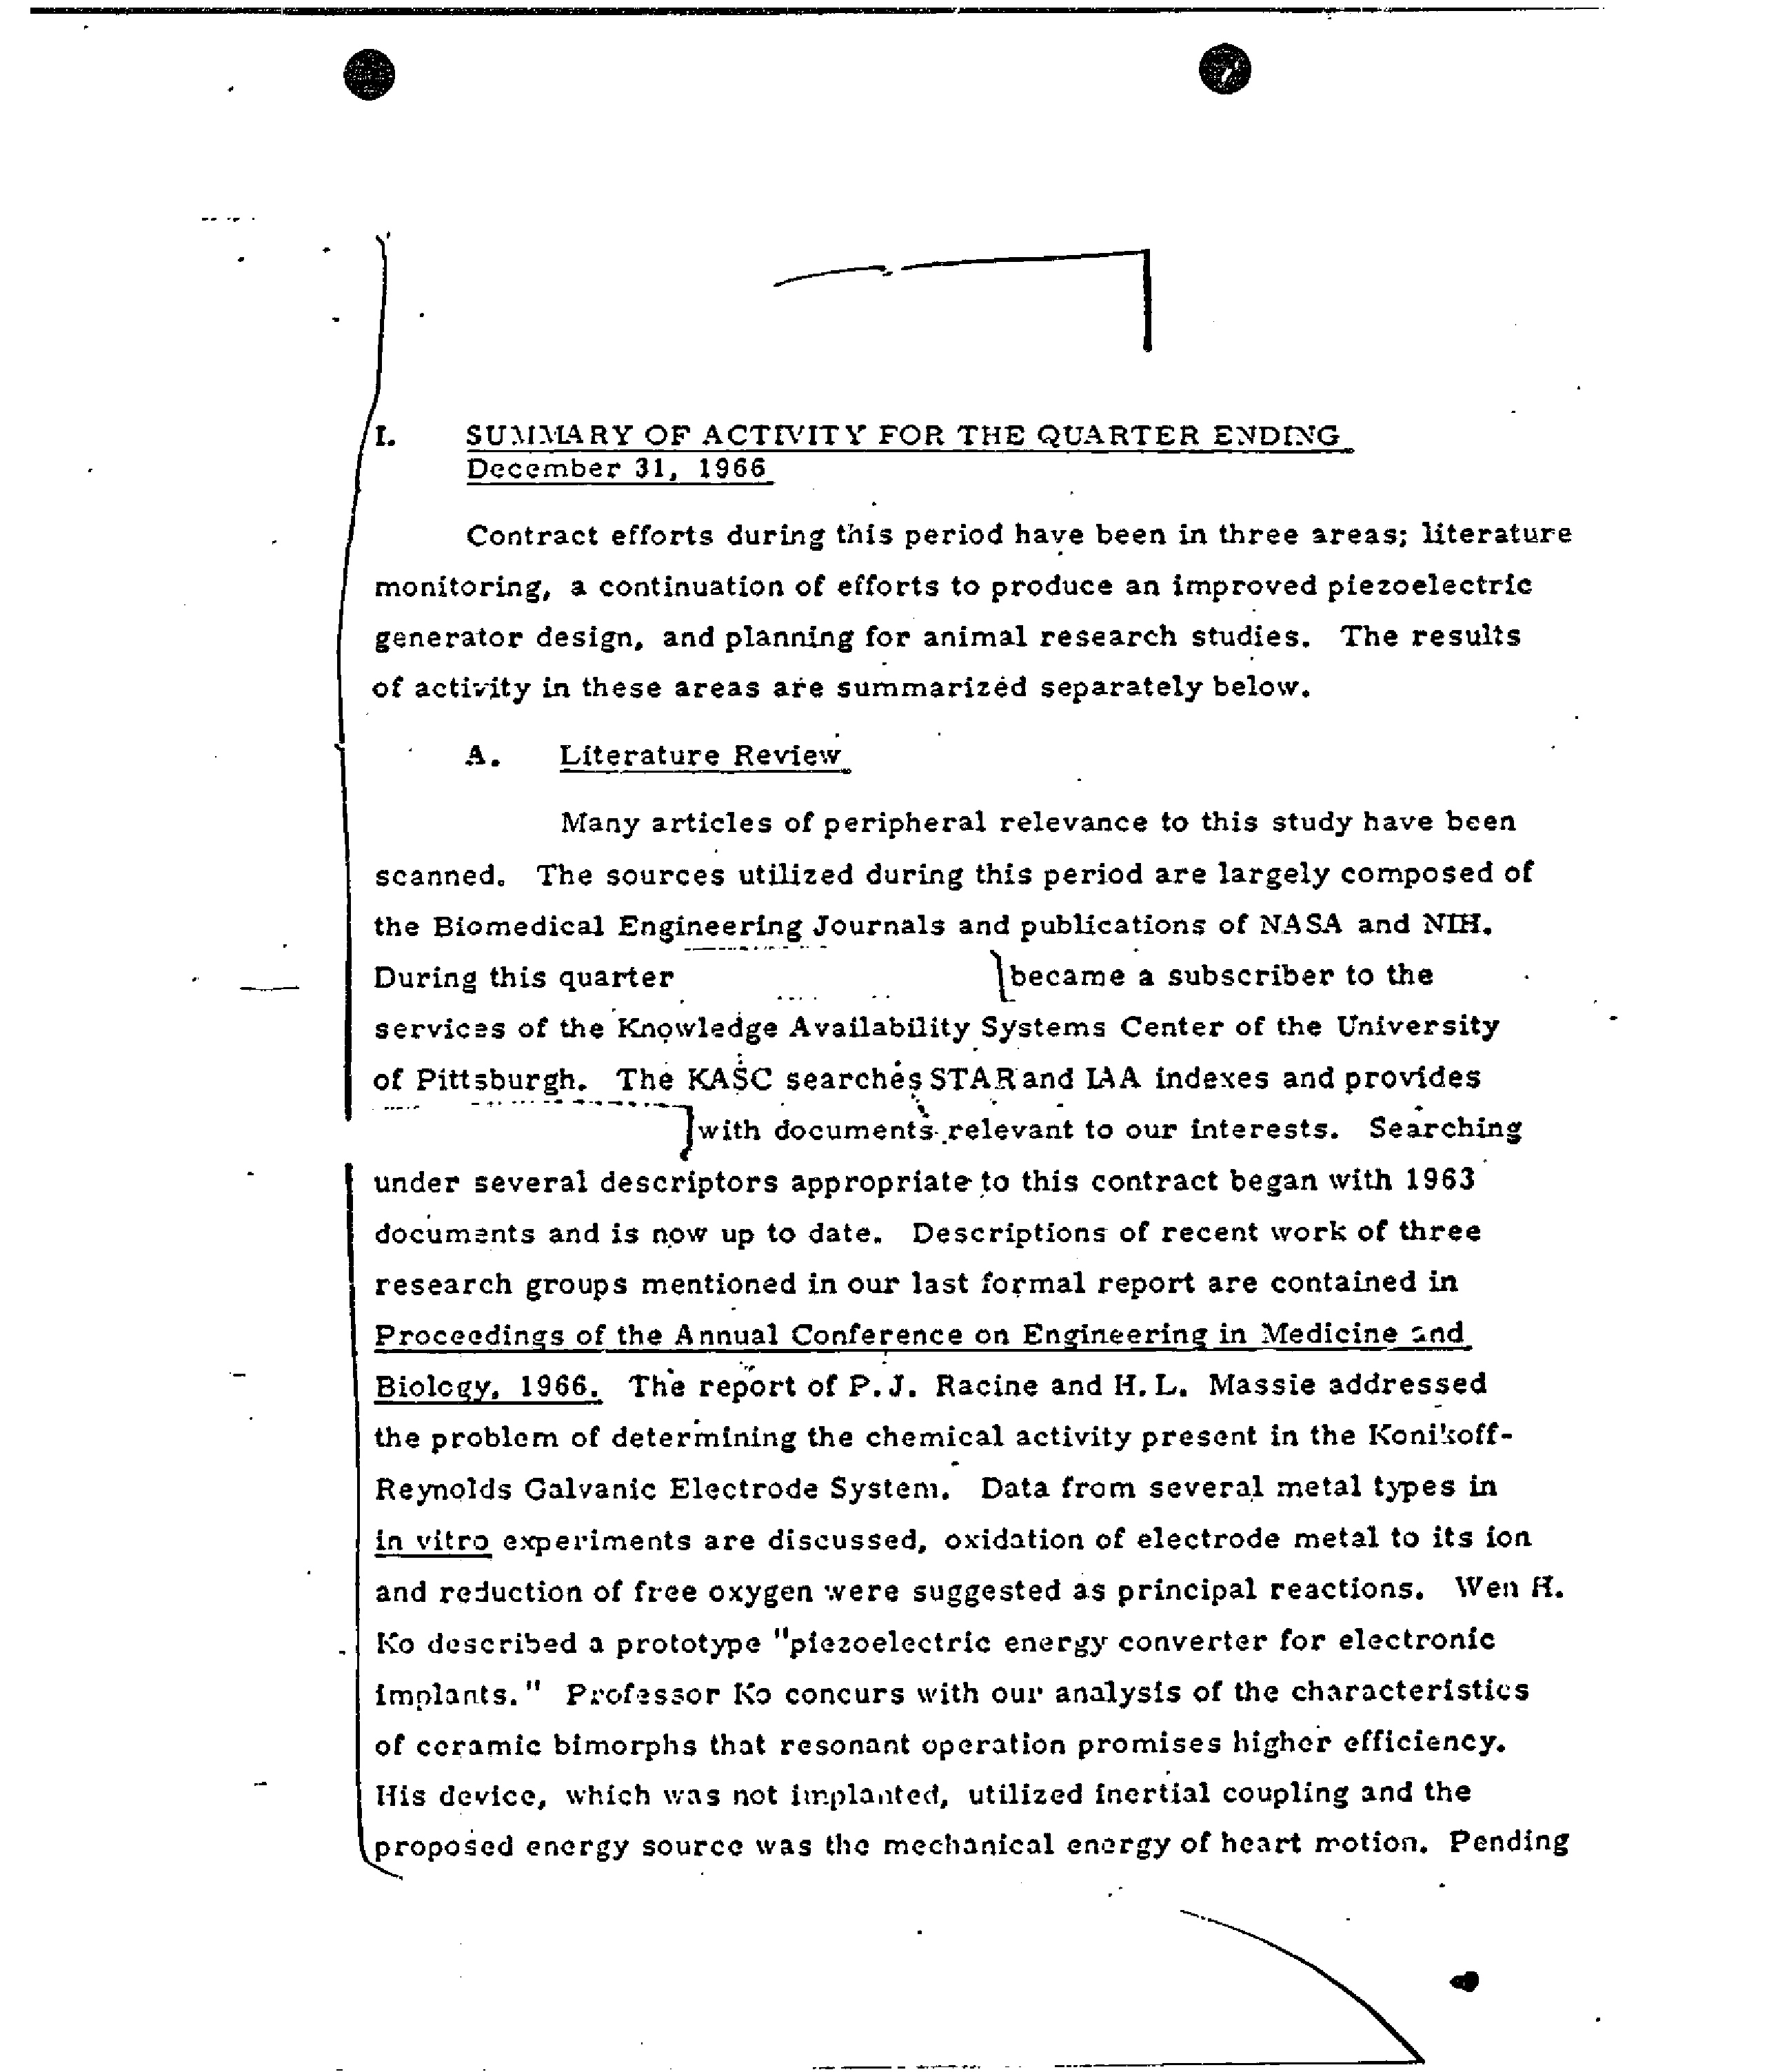 I. SUMMARY OF ACTIVITY FOR THE QUARTER ENDING
December 31, 1966
Contract efforts during this period have been in three areas; literature
monitoring, a continuation of efforts to produce an improved piezoelectric
generator design, and planning for animal research studies. The results
of activity in these areas are summarized separately below.
A. Literature Review
Many articles of peripheral relevance to this study have been
scanned. The sources utilized during this period are largely composed of
the Biomedical Engineering Journals and publications of NASA and NIH.
During this quarter became a subscriber to the
services of the Knowledge Availability Systems Center of the University
of Pittsburgh. The KASC searches STAR and IAA indexes and provides
with documents relevant to our interests. Searching
under several descriptors appropriate to this contract began with 1963
documents and is now up to date. Descriptions of recent work of three
research groups mentioned in our last formal report are contained in
Proceedings of the Annual Conference on Engineering in Medicine and
Biology, 1966. The report of P.J. Racine and H.L. Massie addressed
the problem of determining the chemical activity present in the Konikoff-
Reynolds Galvanic Electrode System. Data from several metal types in
in vitro experiments are discussed, oxidation of electrode metal to its ion
and reduction of free oxygen were suggested as principal reactions. Wen H.
Ko described a prototype "piezoelectric energy converter for electronic
implants." Professor Ko concurs with our analysis of the characteristics
of ceramic bimorphs that resonant operation promises higher efficiency.
His device, which was not implanted, utilized inertial coupling and the
proposed energy source was the mechanical energy of heart motion. Pending